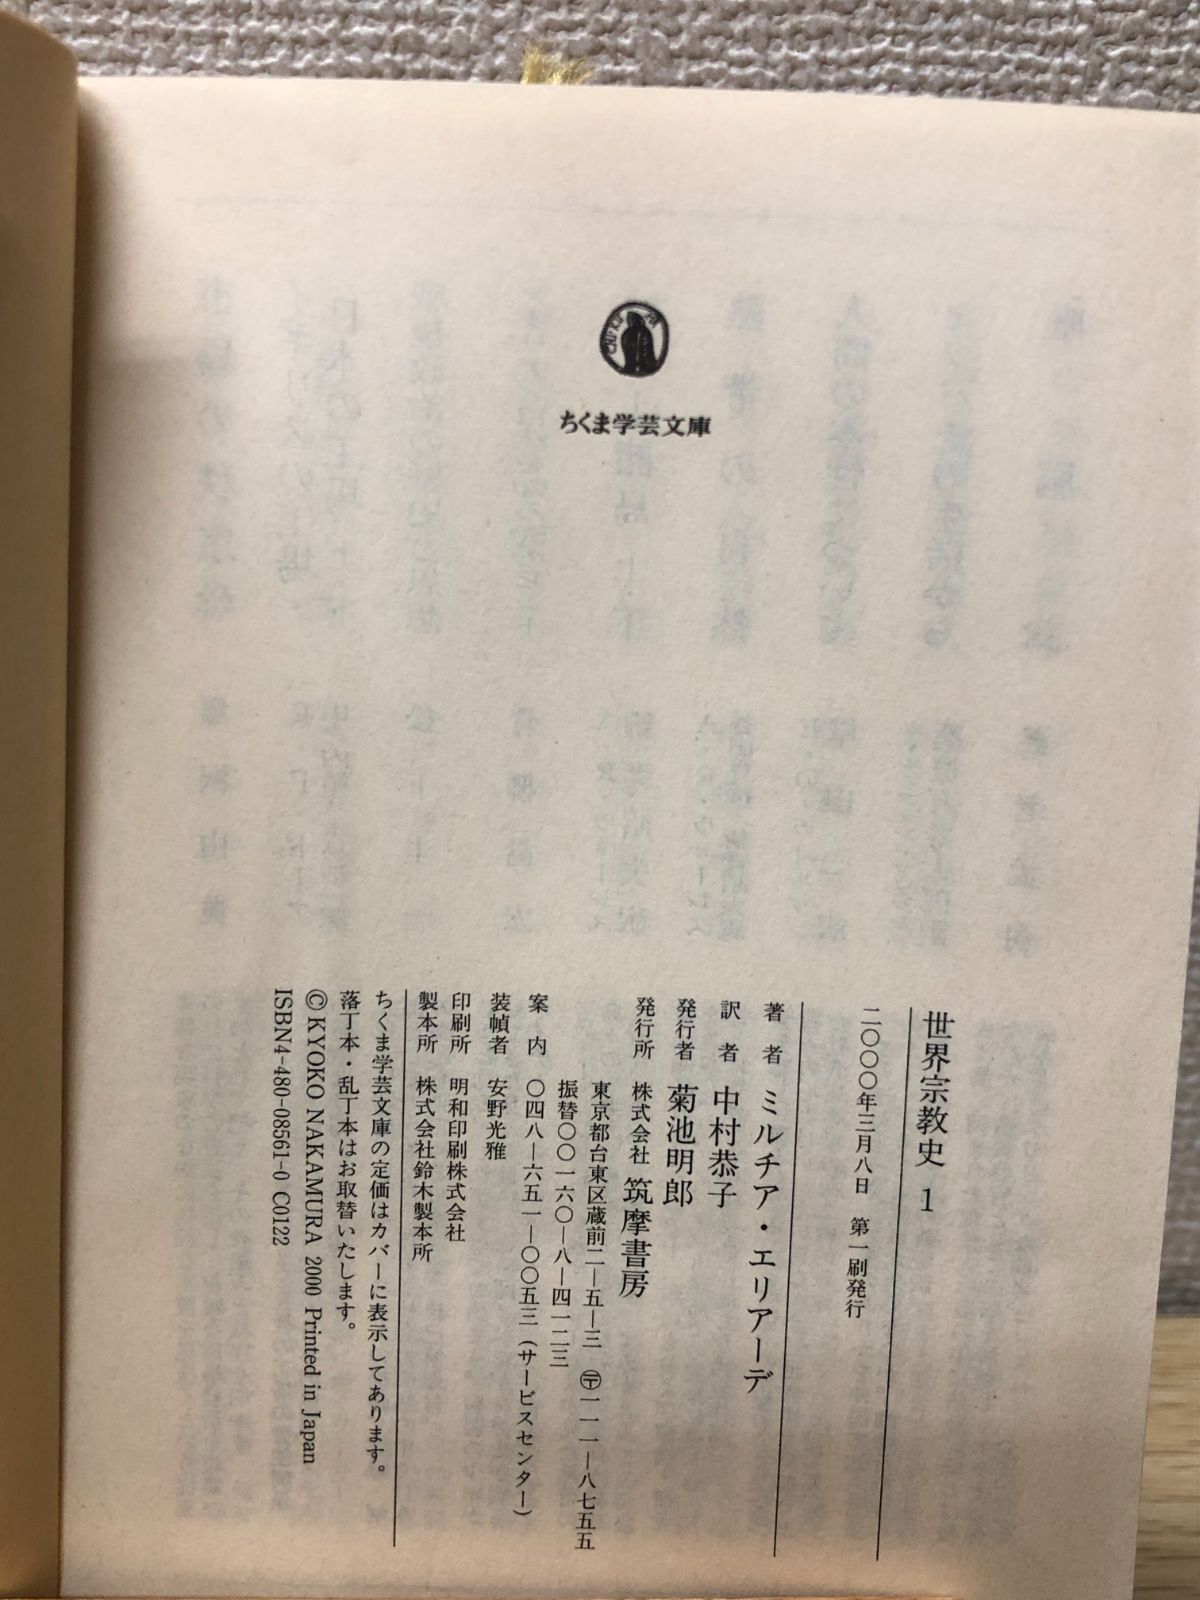 ちくま学芸文庫
世界宗教史 1
二〇〇〇年三月八日 第一刷発行
著者 ミルチア・エリアーデ
訳者 中村恭子
発行者 菊池明郎
発行所 株式会社 筑摩書房
東京都台東区蔵前二―五―三 〶一一一―八七五五
振替〇〇一六〇―八―四一二三
案内 〇四八―六五一―〇〇五三(サービスセンター)
装幀者 安野光雅
印刷所 明和印刷株式会社
製本所 株式会社鈴木製本所
ちくま学芸文庫の定価はカバーに表示してあります。
落丁本・乱丁本はお取替いたします。
©KYOKO NAKAMURA 2000 Printed in Japan
ISBN4-480-08561-0 C0122